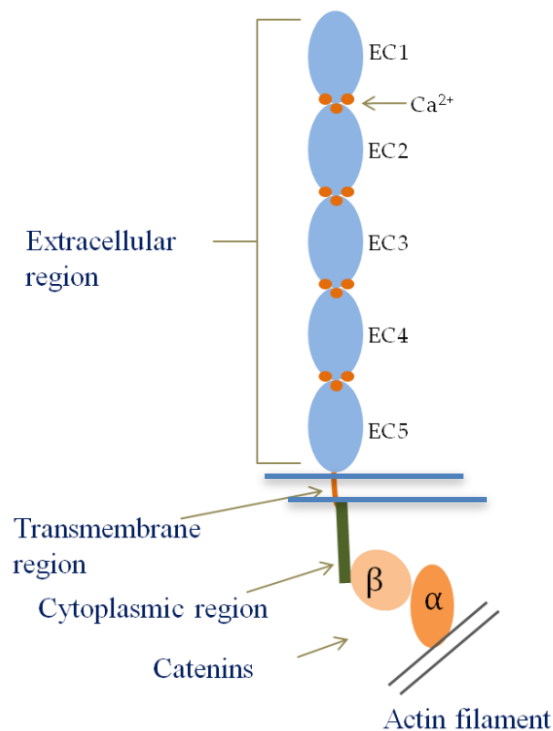 EC1
Ca²⁺
EC2
Extracellular
region
EC3
EC4
EC5
Transmembrane
region
β
α
Cytoplasmic region
Catenins
Actin filament